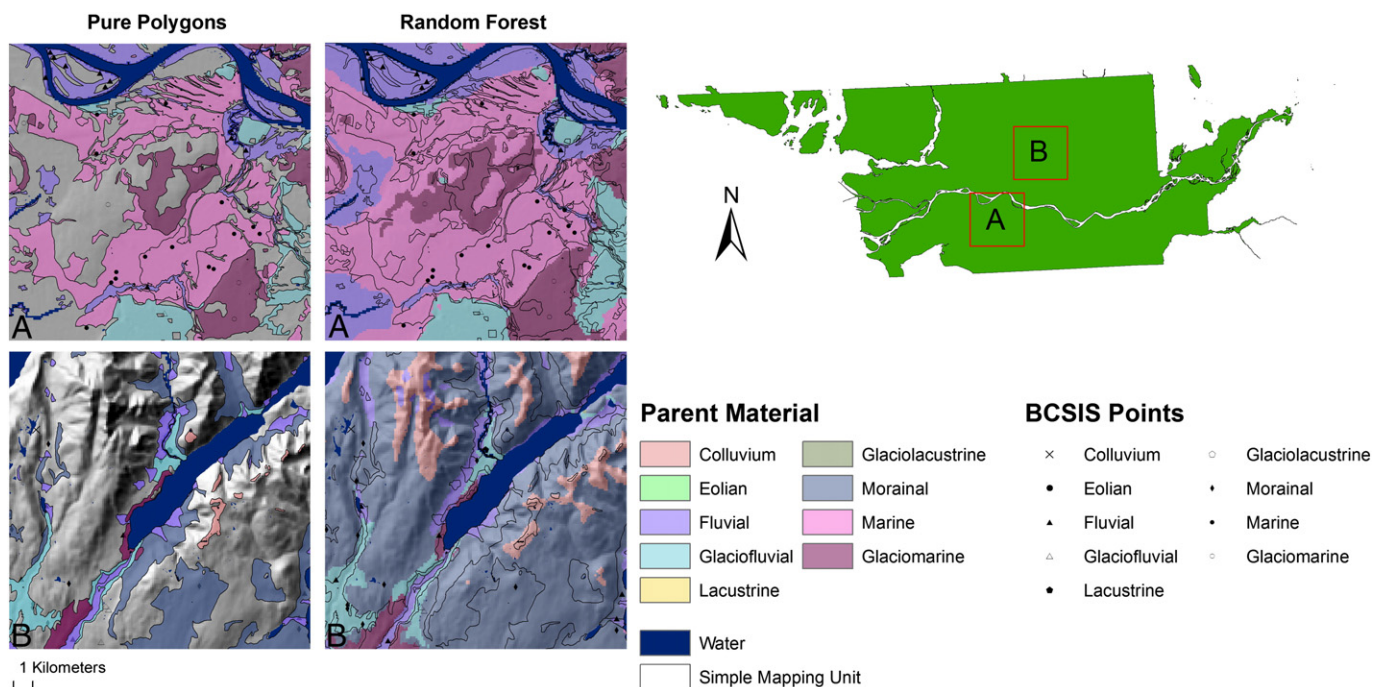 Pure Polygons
Random Forest
A
A
B
B
1 Kilometers
N
B
A
Parent Material
Colluvium
Eolian
Fluvial
Glaciofluvial
Lacustrine
Glaciolacustrine
Morainal
Marine
Glaciomarine
Water
Simple Mapping Unit
BCSIS Points
Colluvium
Eolian
Fluvial
Glaciofluvial
Lacustrine
Glaciolacustrine
Morainal
Marine
Glaciomarine